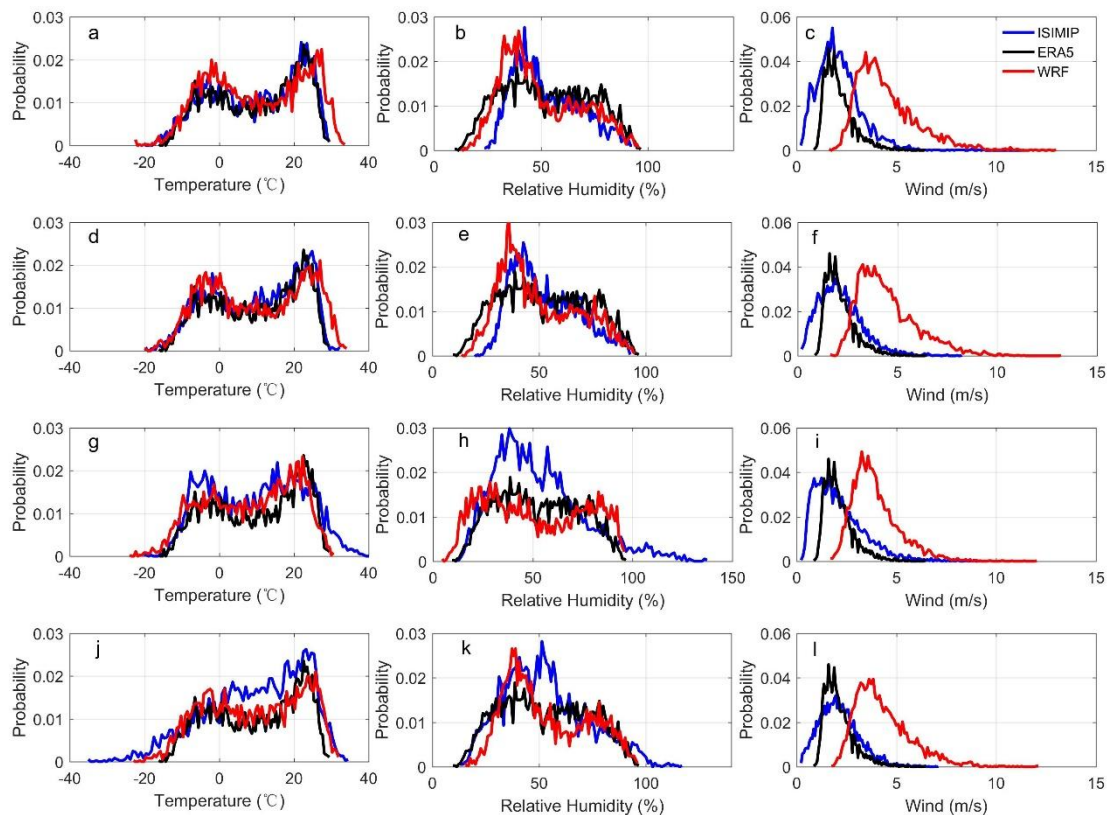 a
0.03
0.02
0.01
0
Probability
-40 -20 0 20 40
Temperature (℃)
b
0.03
0.02
0.01
0
Probability
0 50 100
Relative Humidity (%)
c
0.06
0.04
0.02
0
Probability
0 5 10 15
Wind (m/s)
ISIMIP
ERA5
WRF
d
0.03
0.02
0.01
0
Probability
-40 -20 0 20 40
Temperature (℃)
e
0.03
0.02
0.01
0
Probability
0 50 100
Relative Humidity (%)
f
0.06
0.04
0.02
0
Probability
0 5 10 15
Wind (m/s)
g
0.03
0.02
0.01
0
Probability
-40 -20 0 20 40
Temperature (℃)
h
0.03
0.02
0.01
0
Probability
0 50 100 150
Relative Humidity (%)
i
0.06
0.04
0.02
0
Probability
0 5 10 15
Wind (m/s)
j
0.03
0.02
0.01
0
Probability
-40 -20 0 20 40
Temperature (℃)
k
0.03
0.02
0.01
0
Probability
0 50 100
Relative Humidity (%)
l
0.06
0.04
0.02
0
Probability
0 5 10 15
Wind (m/s)